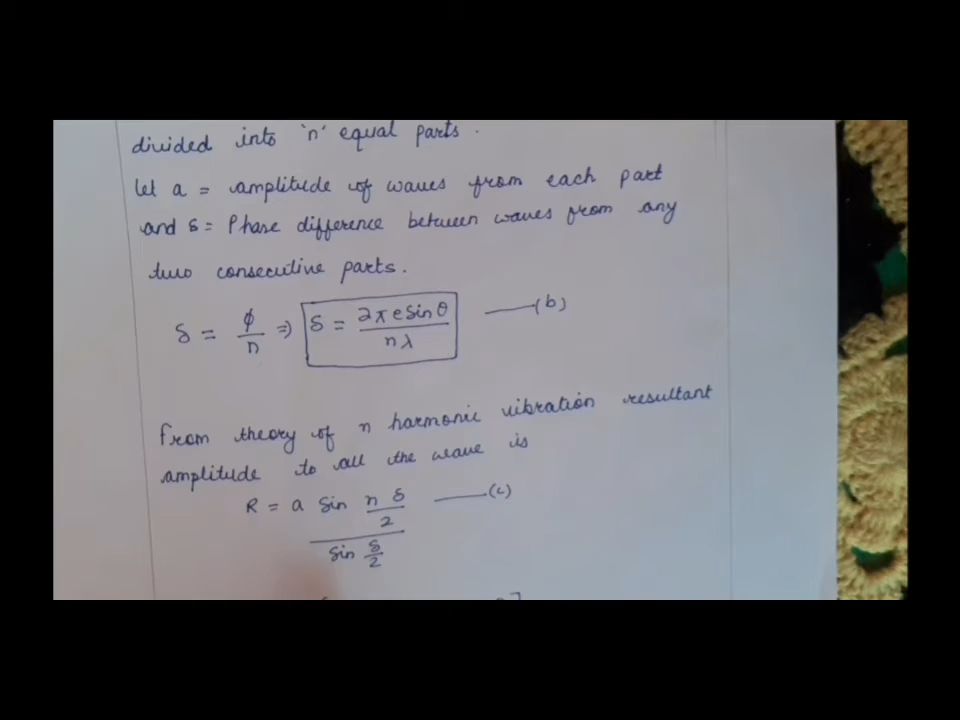 divided into 'n' equal parts.
let a = amplitude of waves from each part
and δ = Phase difference between waves from any
two consecutive parts.
δ = ϕ/n ⇒ δ = 2π e sin θ / nλ —(b)
from theory of n harmonic vibration resultant
amplitude to all the wave is
R = a sin n δ/2 / sin δ/2 —(c)